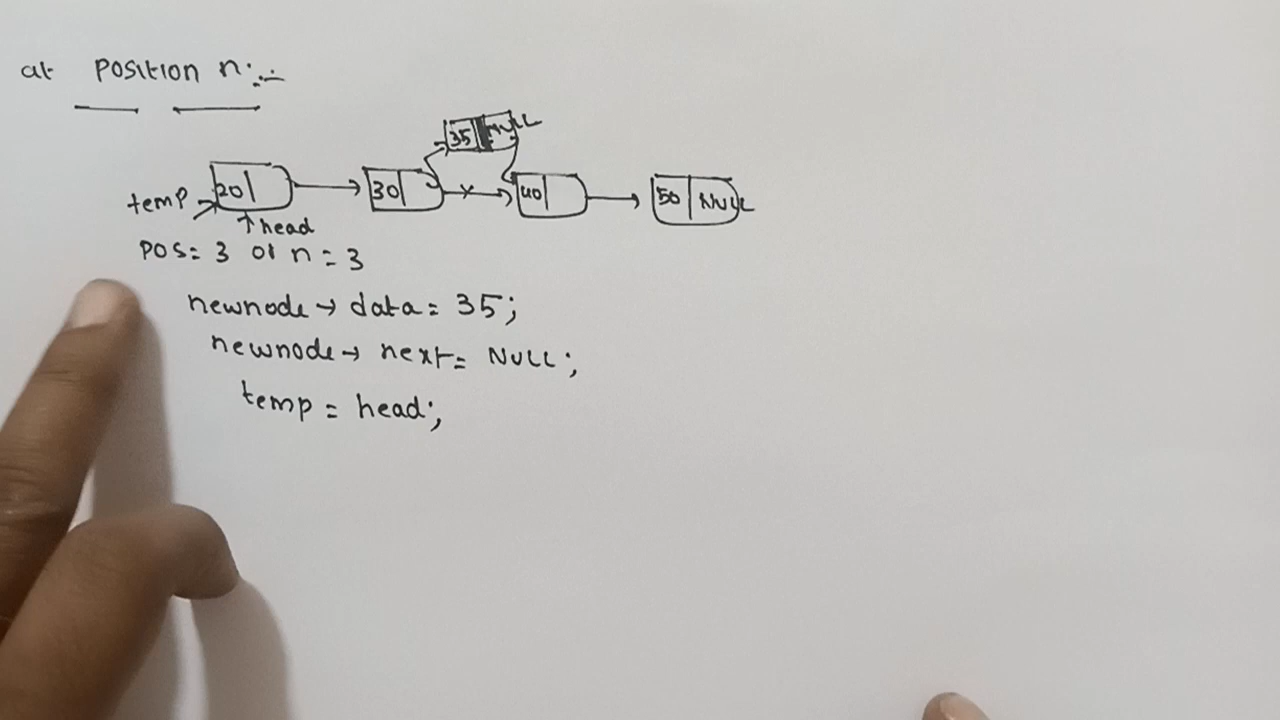 at position n:-
35 NULL
20 30 40 50 NULL
temp
head
pos= 3 or n = 3
newnode → data = 35;
newnode → next = NULL;
temp = head;